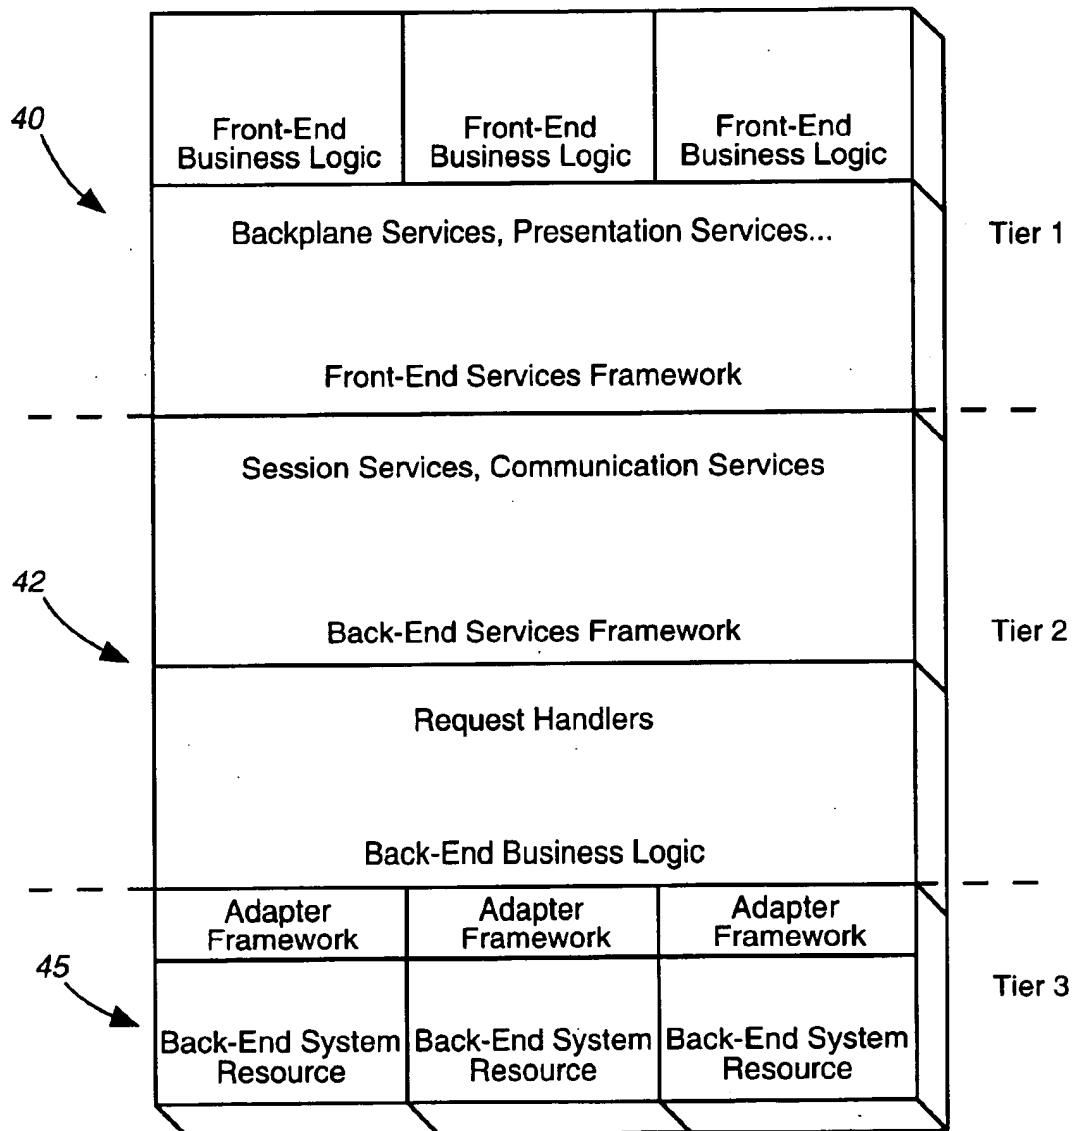 Front-End
Business Logic
Front-End
Business Logic
Front-End
Business Logic
40
Backplane Services, Presentation Services...
Tier 1
Front-End Services Framework
Session Services, Communication Services
42
Back-End Services Framework
Tier 2
Request Handlers
Back-End Business Logic
Adapter
Framework
Adapter
Framework
Adapter
Framework
45
Tier 3
Back-End System
Resource
Back-End System
Resource
Back-End System
Resource